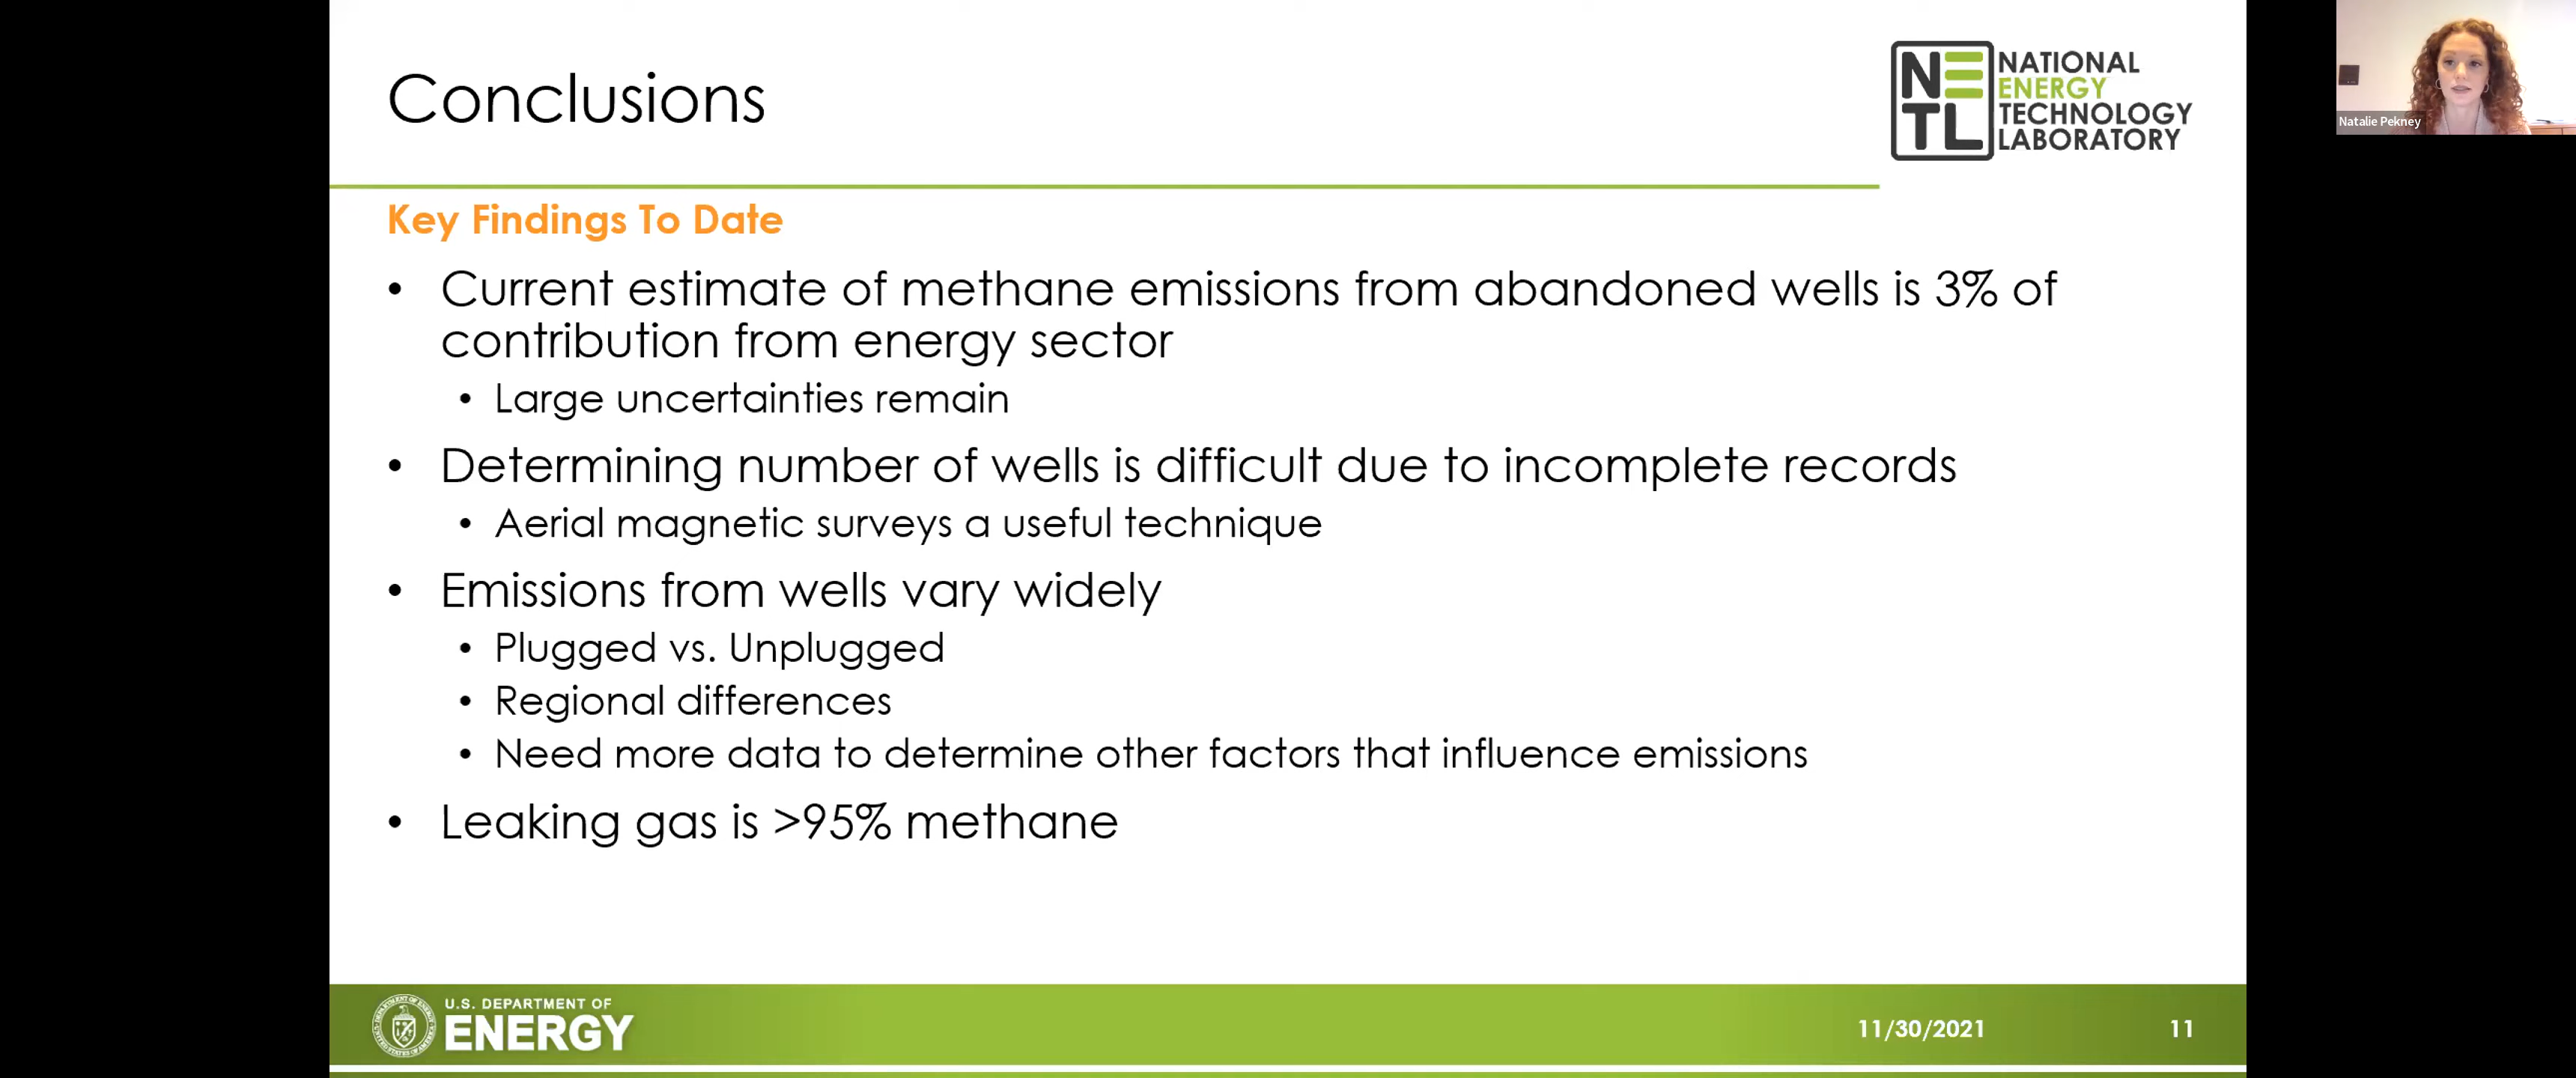 Conclusions
NETL
NATIONAL
ENERGY
TECHNOLOGY
LABORATORY
Natalie Pekney
Key Findings To Date
• Current estimate of methane emissions from abandoned wells is 3% of
contribution from energy sector
• Large uncertainties remain
• Determining number of wells is difficult due to incomplete records
• Aerial magnetic surveys a useful technique
• Emissions from wells vary widely
• Plugged vs. Unplugged
• Regional differences
• Need more data to determine other factors that influence emissions
• Leaking gas is >95% methane
U.S. DEPARTMENT OF
ENERGY
11/30/2021
11